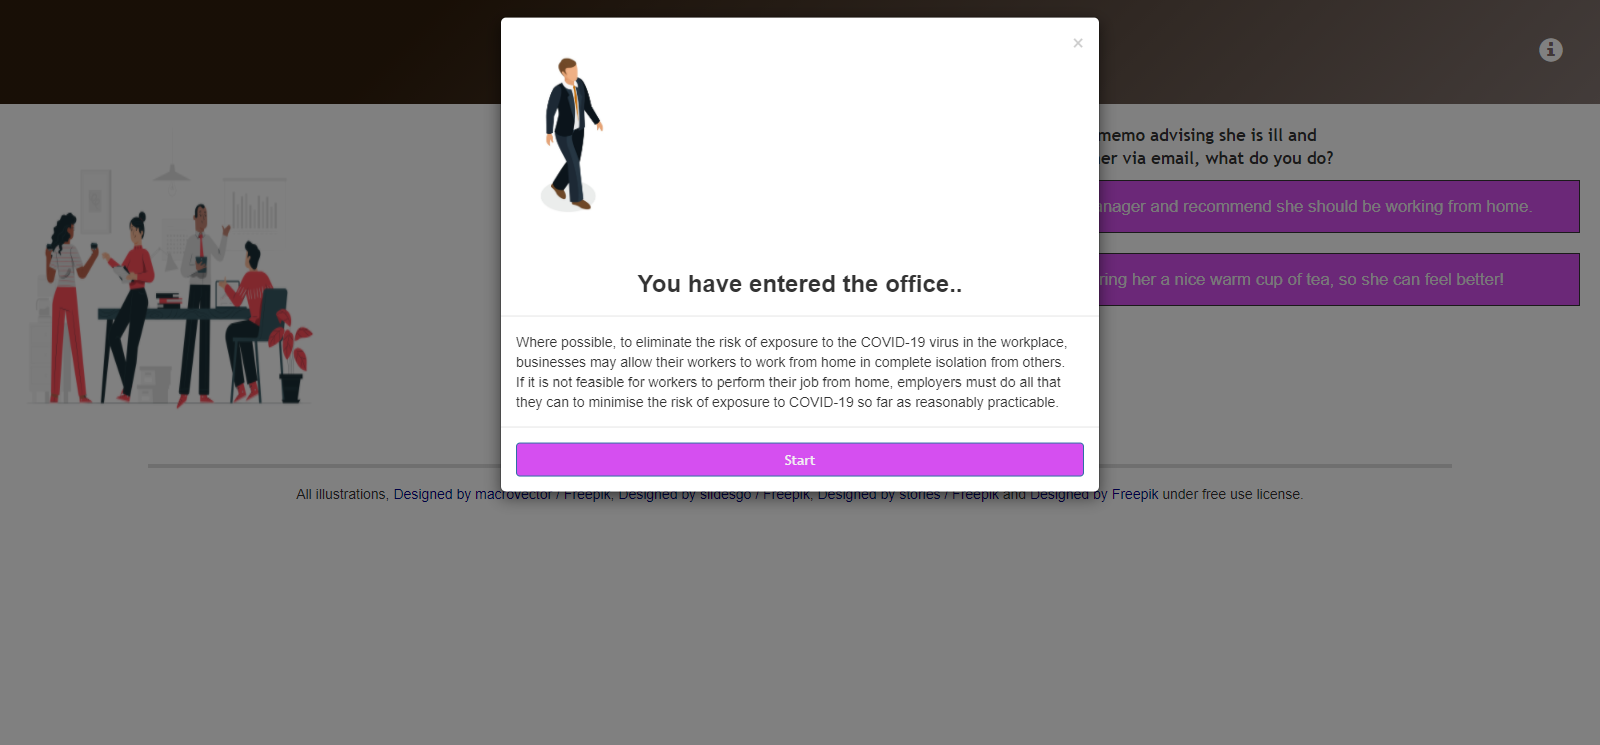 memo advising she is ill and
er via email, what do you do?
anager and recommend she should be working from home.
ring her a nice warm cup of tea, so she can feel better!
×
You have entered the office..
Where possible, to eliminate the risk of exposure to the COVID-19 virus in the workplace,
businesses may allow their workers to work from home in complete isolation from others.
If it is not feasible for workers to perform their job from home, employers must do all that
they can to minimise the risk of exposure to COVID-19 so far as reasonably practicable.
Start
All illustrations, Designed by macrovector / Freepik, Designed by slidesgo / Freepik, Designed by stories / Freepik and Designed by Freepik under free use license.